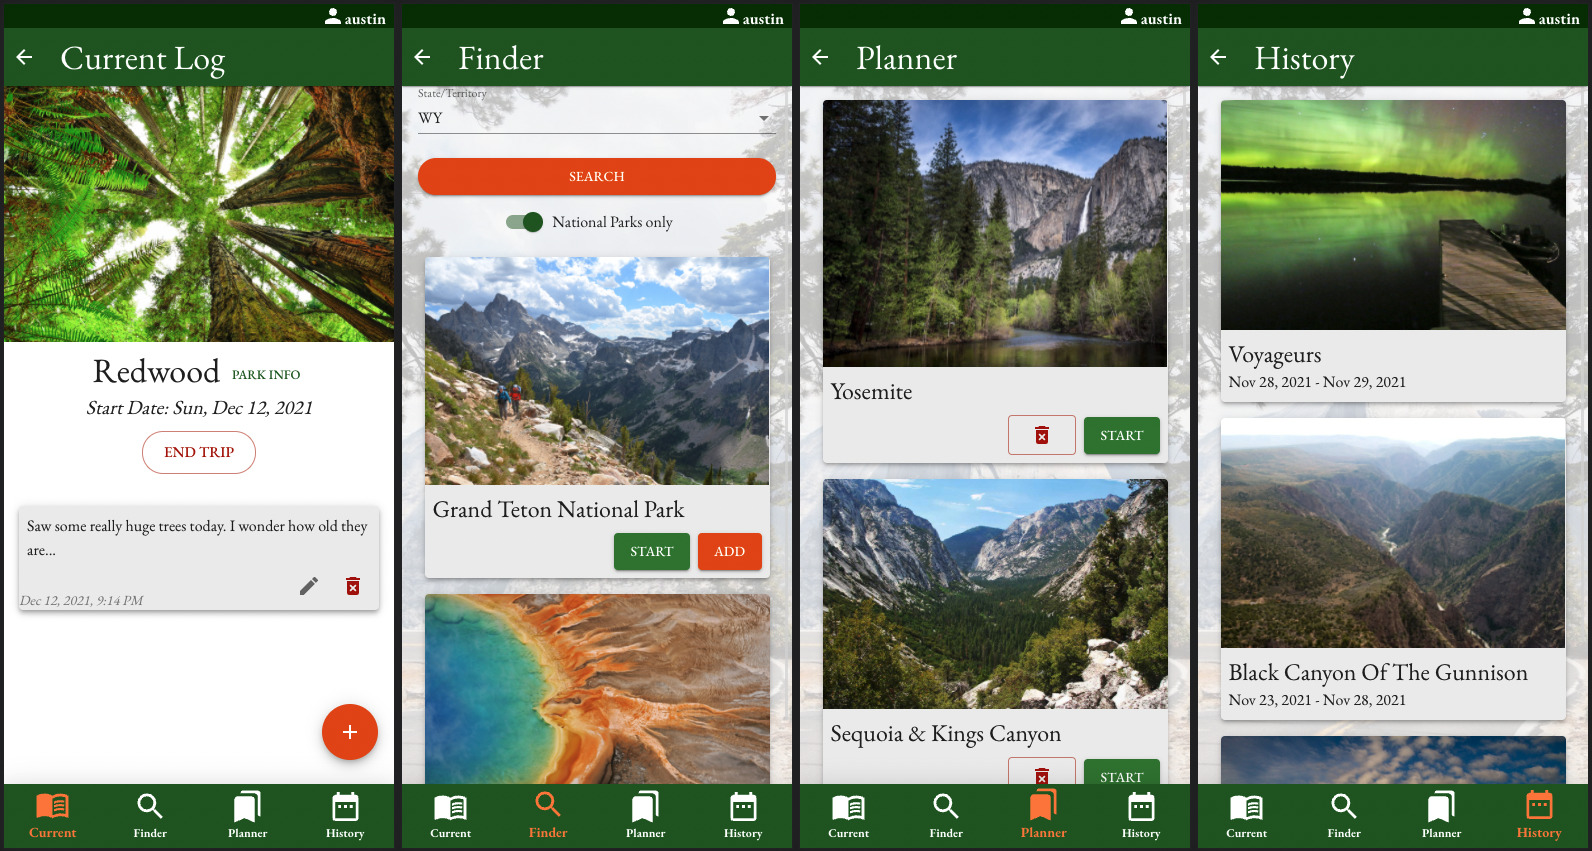 austin
Current Log
Redwood PARK INFO
Start Date: Sun, Dec 12, 2021
END TRIP
Saw some really huge trees today. I wonder how old they
are...
Dec 12, 2021, 9:14 PM
Current Finder Planner History
austin
Finder
State/Territory
WY
SEARCH
National Parks only
Grand Teton National Park
START ADD
Current Finder Planner History
austin
Planner
Yosemite
START
Sequoia & Kings Canyon
START
Current Finder Planner History
austin
History
Voyageurs
Nov 28, 2021 - Nov 29, 2021
Black Canyon Of The Gunnison
Nov 23, 2021 - Nov 28, 2021
Current Finder Planner History